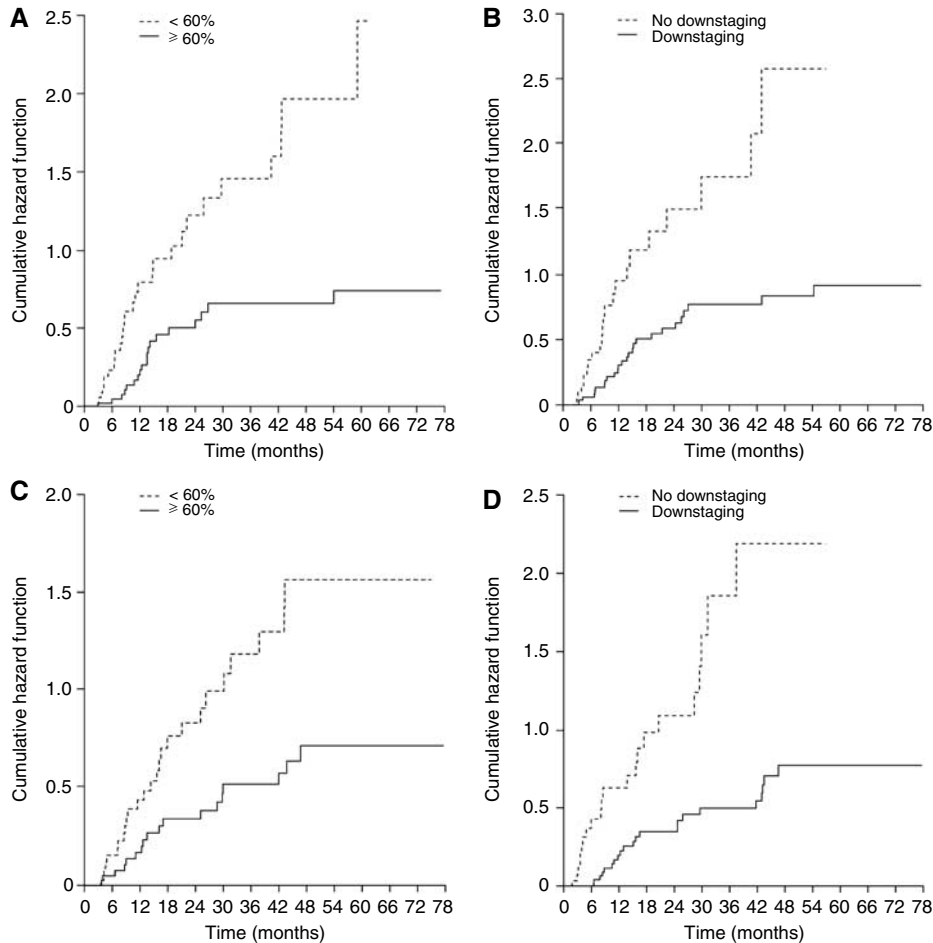 A
< 60%
⩾ 60%
Cumulative hazard function
2.5
2.0
1.5
1.0
0.5
0
0 6 12 18 24 30 36 42 48 54 60 66 72 78
Time (months)
B
No downstaging
Downstaging
Cumulative hazard function
3.0
2.5
2.0
1.5
1.0
0.5
0
0 6 12 18 24 30 36 42 48 54 60 66 72 78
Time (months)
C
< 60%
⩾ 60%
Cumulative hazard function
2.0
1.5
1.0
0.5
0
0 6 12 18 24 30 36 42 48 54 60 66 72 78
Time (months)
D
No downstaging
Downstaging
Cumulative hazard function
2.5
2.0
1.5
1.0
0.5
0
0 6 12 18 24 30 36 42 48 54 60 66 72 78
Time (months)